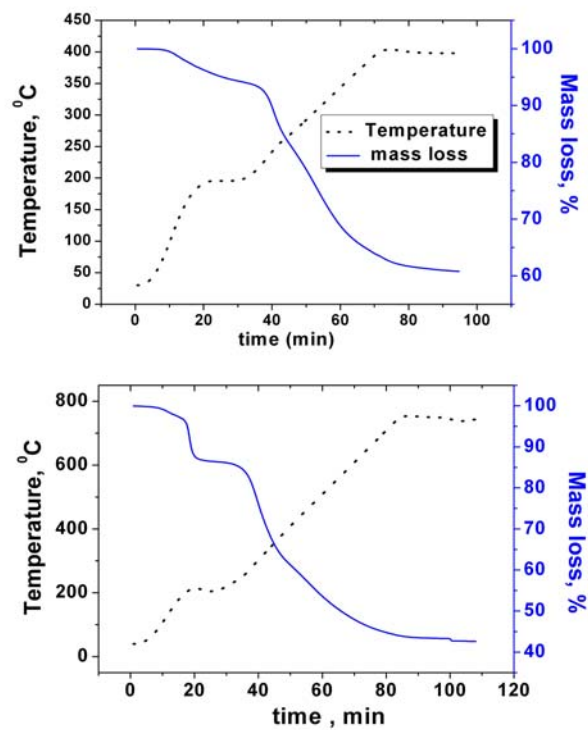 450
400
350
300
250
200
150
100
50
0
Temperature, ⁰C
100
90
80
70
60
Mass loss, %
Temperature
mass loss
0 20 40 60 80 100
time (min)
800
600
400
200
0
Temperature, ⁰C
100
90
80
70
60
50
40
Mass loss, %
0 20 40 60 80 100 120
time , min